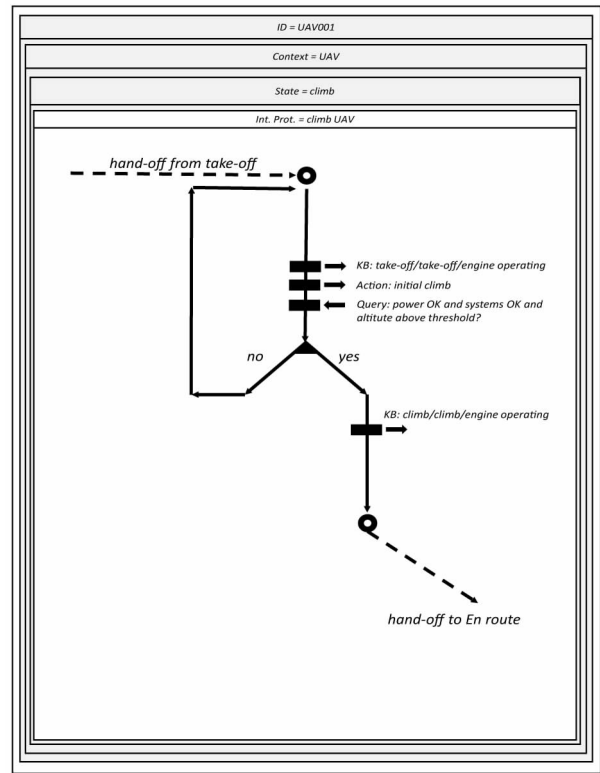 ID = UAV001
Context = UAV
State = climb
Int. Prot. = climb UAV
hand-off from take-off
KB: take-off/take-off/engine operating
Action: initial climb
Query: power OK and systems OK and
altitute above threshold?
no
yes
KB: climb/climb/engine operating
hand-off to En route